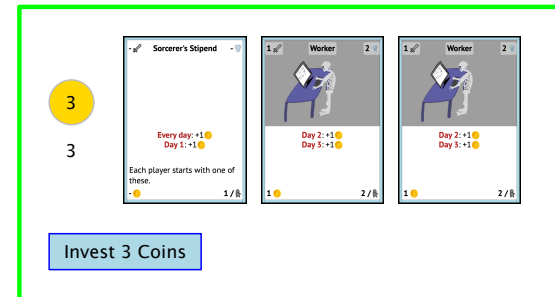 3
3
- Sorcerer's Stipend -
Every day: +1
Day 1: +1
Each player starts with one of
these.
- 1 /
1 Worker 2
Day 2: +1
Day 3: +1
1 2 /
1 Worker 2
Day 2: +1
Day 3: +1
1 2 /
Invest 3 Coins